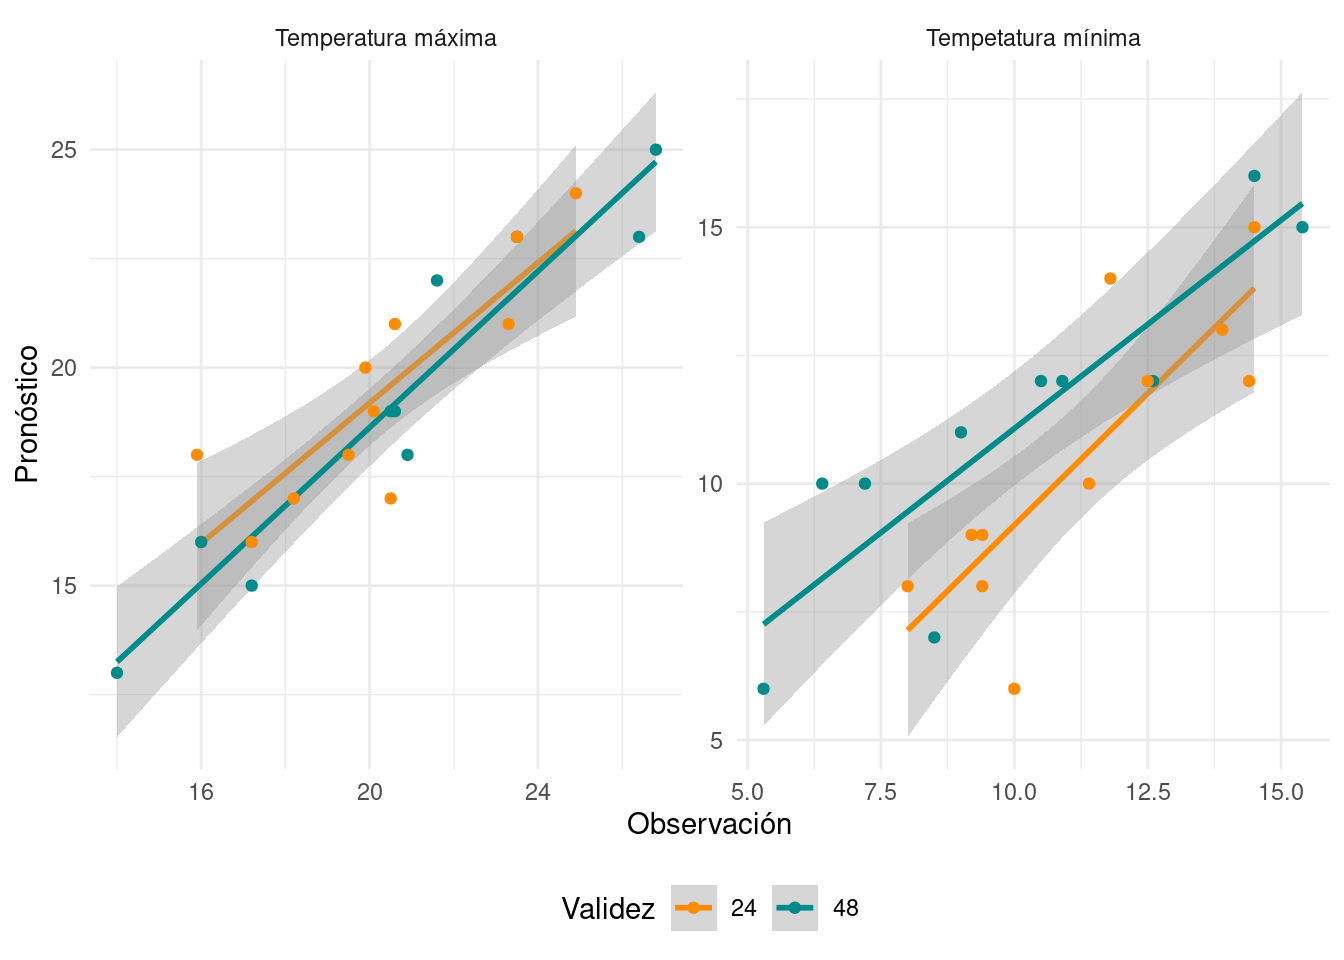 Temperatura máxima
Tempetatura mínima
Pronóstico
25
20
15
15
10
5
16 20 24
5.0 7.5 10.0 12.5 15.0
Observación
Validez 24 48